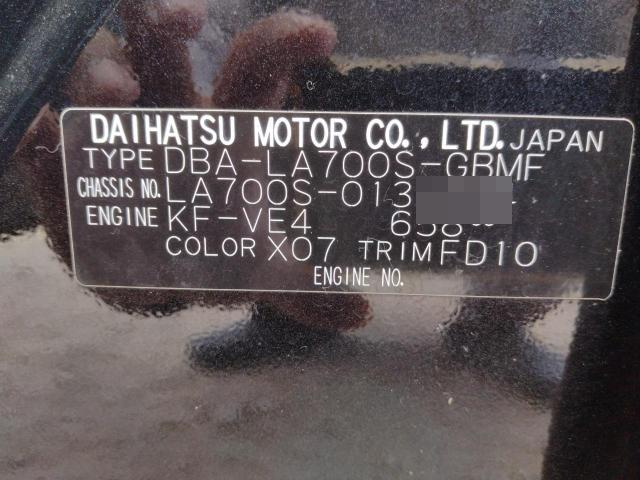 DAIHATSU MOTOR CO., LTD. JAPAN
TYPE DBA-LA700S-GBMF
CHASSIS NO. LA700S-013
ENGINE KF-VE4 658
COLOR X07 TRIM FD10
ENGINE NO.